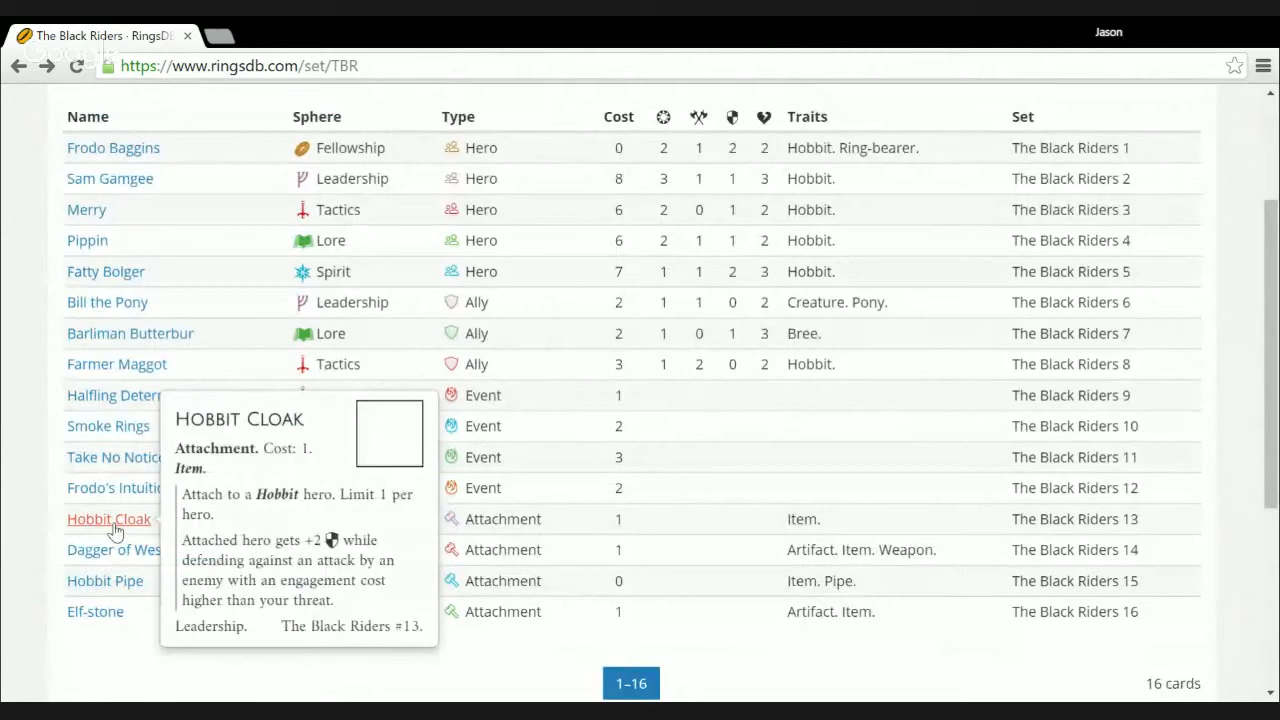 The Black Riders · RingsDB
Jason
Google
https://www.ringsdb.com/set/TBR
Name Sphere Type Cost Traits Set
Frodo Baggins Fellowship Hero 0 2 1 2 2 Hobbit. Ring-bearer. The Black Riders 1
Sam Gamgee Leadership Hero 8 3 1 1 3 Hobbit. The Black Riders 2
Merry Tactics Hero 6 2 0 1 2 Hobbit. The Black Riders 3
Pippin Lore Hero 6 2 1 1 2 Hobbit. The Black Riders 4
Fatty Bolger Spirit Hero 7 1 1 2 3 Hobbit. The Black Riders 5
Bill the Pony Leadership Ally 2 1 1 0 2 Creature. Pony. The Black Riders 6
Barliman Butterbur Lore Ally 2 1 0 1 3 Bree. The Black Riders 7
Farmer Maggot Tactics Ally 3 1 2 0 2 Hobbit. The Black Riders 8
Halfling Deter Event 1 The Black Riders 9
Smoke Rings Event 2 The Black Riders 10
Take No Notic Event 3 The Black Riders 11
Frodo's Intuiti Event 2 The Black Riders 12
Hobbit Cloak Attachment 1 Item. The Black Riders 13
Dagger of Wes Attachment 1 Artifact. Item. Weapon. The Black Riders 14
Hobbit Pipe Attachment 0 Item. Pipe. The Black Riders 15
Elf-stone Attachment 1 Artifact. Item. The Black Riders 16
HOBBIT CLOAK
Attachment. Cost: 1.
Item.
Attach to a Hobbit hero. Limit 1 per
hero.
Attached hero gets +2 while
defending against an attack by an
enemy with an engagement cost
higher than your threat.
Leadership. The Black Riders #13.
1–16
16 cards